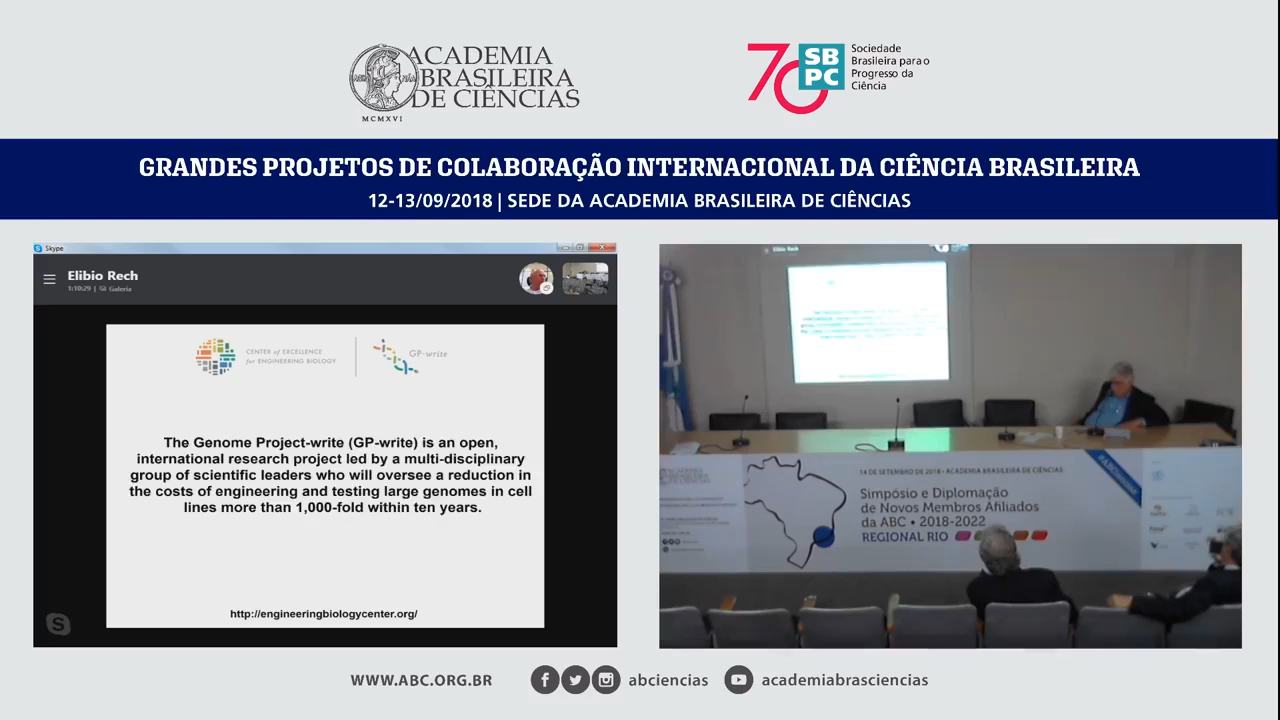 ACADEMIA
BRASILEIRA
DE CIÊNCIAS
MCMXVI
70
SB
PC
Sociedade
Brasileira para o
Progresso da
Ciência
GRANDES PROJETOS DE COLABORAÇÃO INTERNACIONAL DA CIÊNCIA BRASILEIRA
12-13/09/2018 | SEDE DA ACADEMIA BRASILEIRA DE CIÊNCIAS
Skype
Elibio Rech
1:10:29 | Galeria
CENTER of EXCELLENCE
for ENGINEERING BIOLOGY
GP-write
The Genome Project-write (GP-write) is an open,
international research project led by a multi-disciplinary
group of scientific leaders who will oversee a reduction in
the costs of engineering and testing large genomes in cell
lines more than 1,000-fold within ten years.
http://engineeringbiologycenter.org/
Elibio Rech
14 DE SETEMBRO DE 2018 • ACADEMIA BRASILEIRA DE CIÊNCIAS
Simpósio e Diplomação
de Novos Membros Afiliados
da ABC • 2018-2022
REGIONAL RIO
WWW.ABC.ORG.BR
abciencias
academiabrasciencias